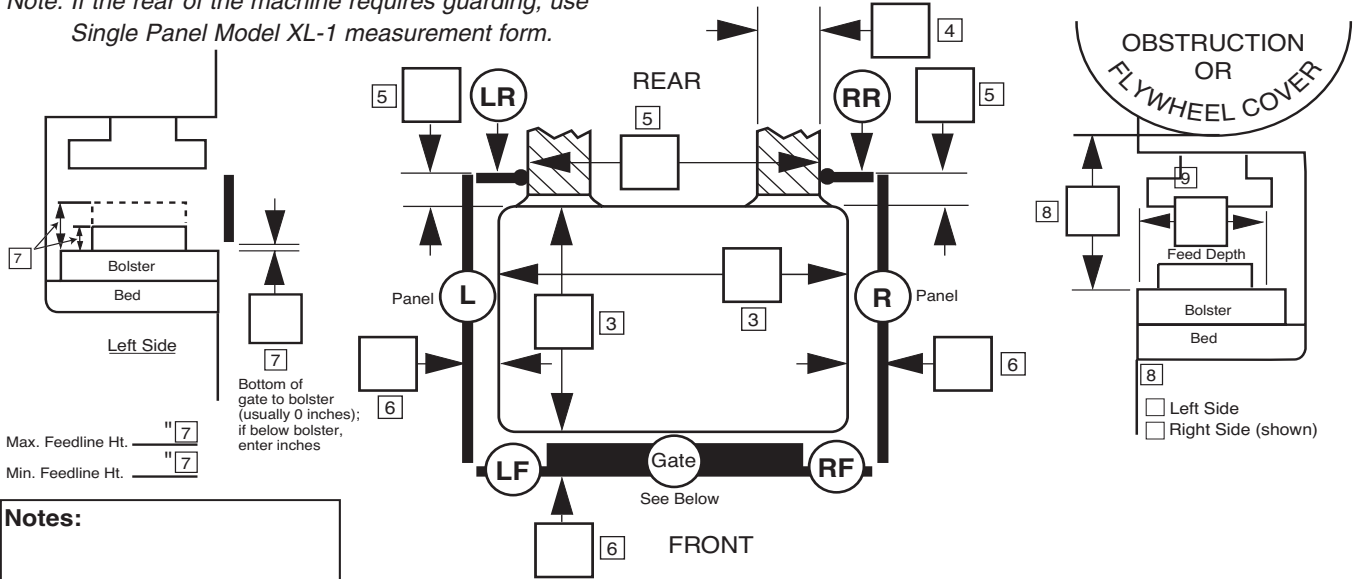 Note: If the rear of the machine requires guarding, use
Single Panel Model XL-1 measurement form.
4
OBSTRUCTION
OR
FLYWHEEL COVER
REAR
5
LR
RR
5
5
9
8
7
Feed Depth
Bolster
Bed
Panel
L
R
Panel
Bolster
Bed
3
3
Left Side
7
6
6
8
Bottom of
gate to bolster
(usually 0 inches);
if below bolster,
enter inches
Left Side
Right Side (shown)
Max. Feedline Ht. " 7
Min. Feedline Ht. " 7
LF
Gate
RF
See Below
Notes:
6
FRONT